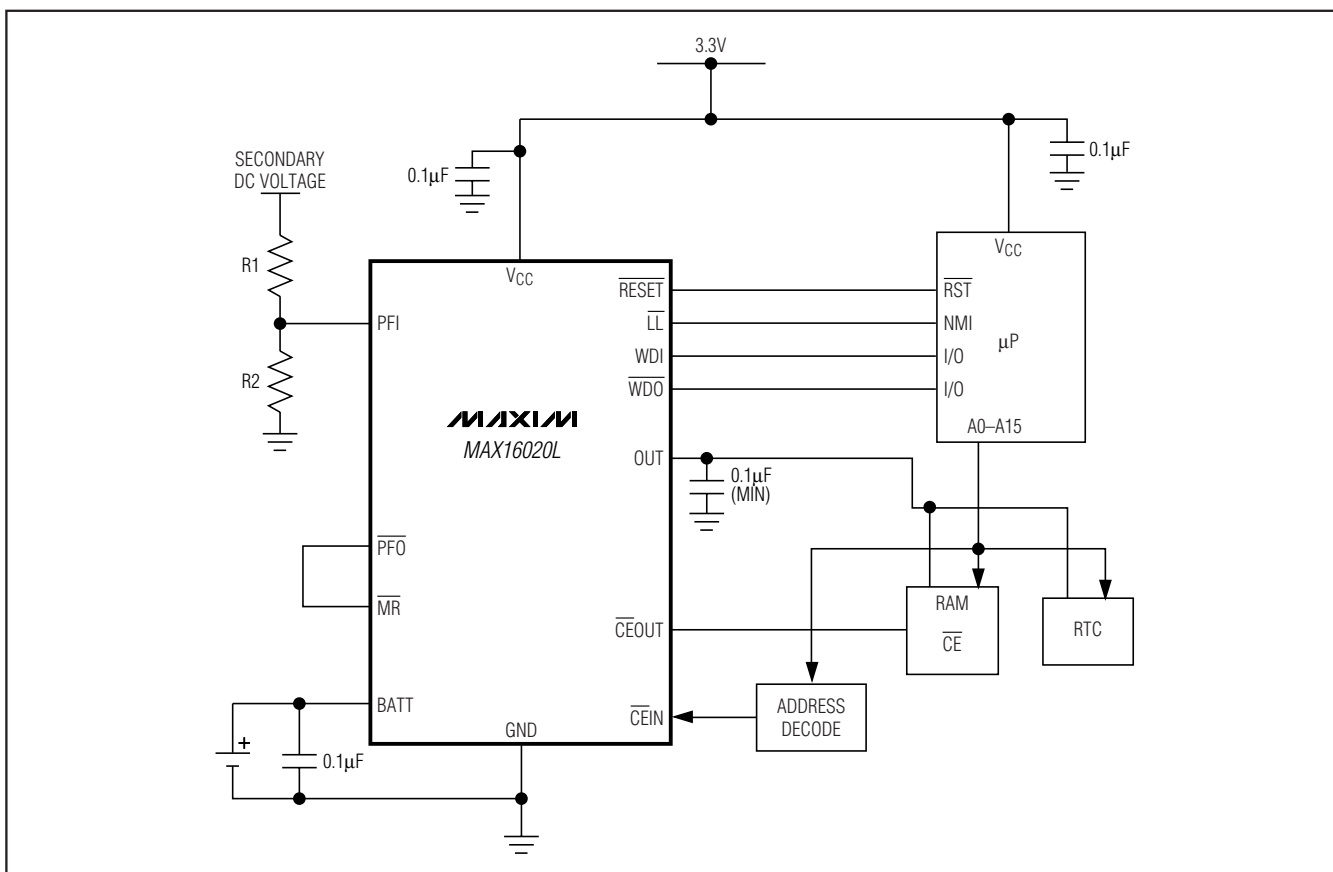 3.3V
0.1μF
0.1μF
SECONDARY
DC VOLTAGE
R1
R2
VCC
PFI
PFO
MR
BATT
GND
RESET
LL
WDI
WDO
OUT
CEOUT
CEIN
MAXIM
MAX16020L
VCC
RST
NMI
I/O
I/O
μP
A0–A15
0.1μF
(MIN)
RAM
CE
RTC
ADDRESS
DECODE
+
0.1μF